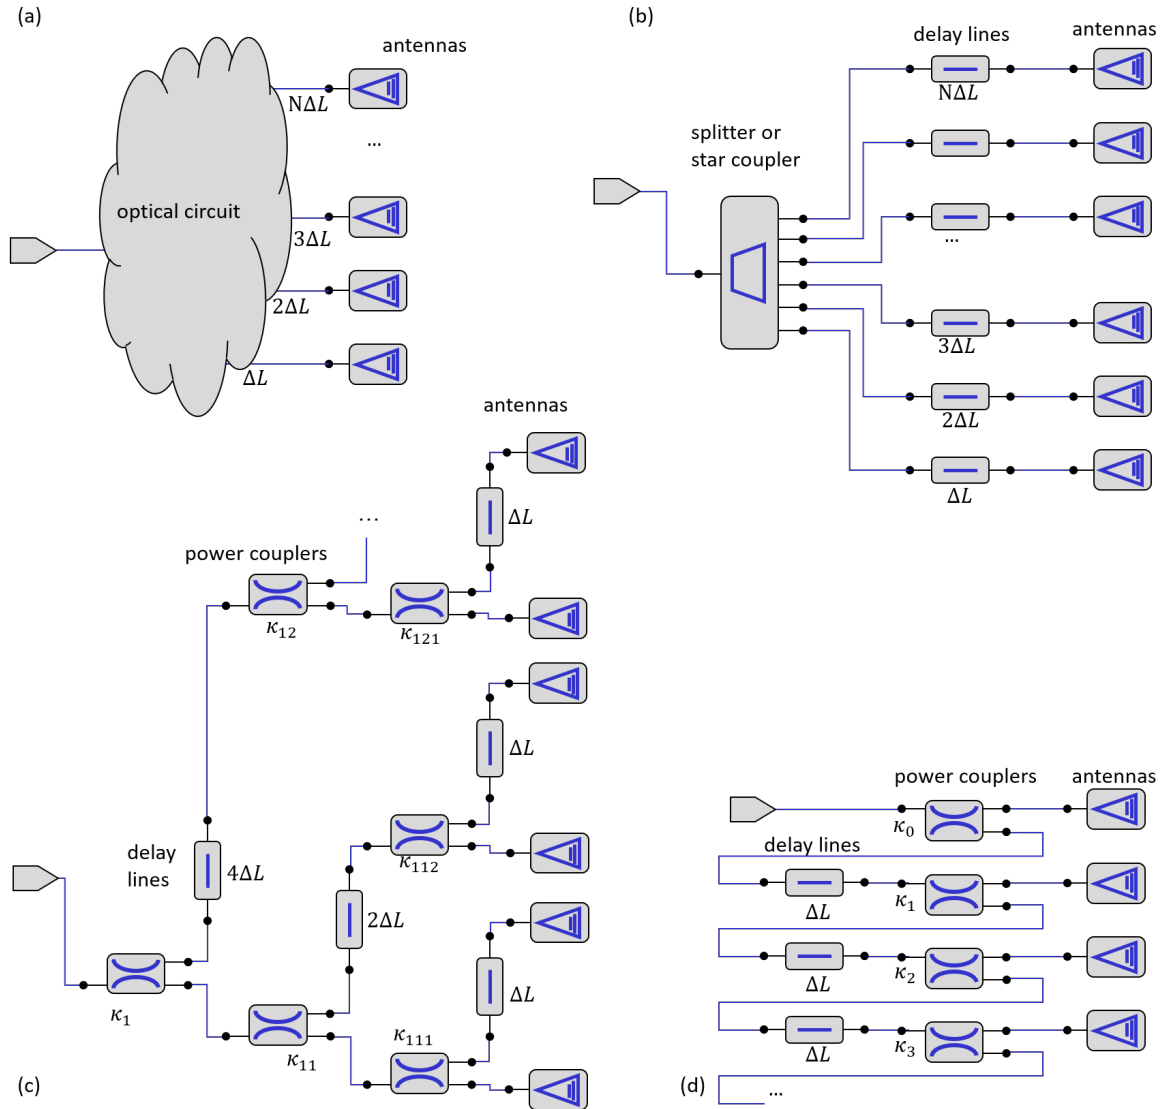 (a)
antennas
NΔL
...
optical circuit
3ΔL
2ΔL
ΔL
(b)
delay lines
antennas
NΔL
splitter or
star coupler
...
3ΔL
2ΔL
ΔL
antennas
ΔL
...
power couplers
κ12
κ121
ΔL
κ112
delay
lines
4ΔL
2ΔL
ΔL
κ1
κ11
κ111
(c)
power couplers
antennas
κ0
delay lines
κ1
ΔL
κ2
ΔL
κ3
ΔL
...
(d)